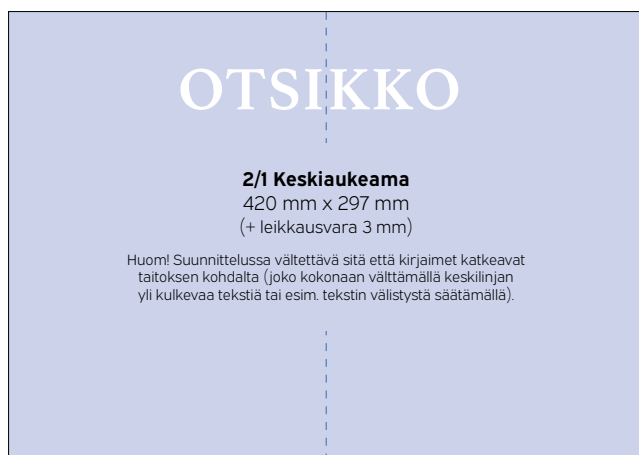 OTSIKKO
2/1 Keskiaukeama
420 mm x 297 mm
(+ leikkausvara 3 mm)
Huom! Suunnittelussa vältettävä sitä että kirjaimet katkeavat
taitoksen kohdalta (joko kokonaan välttämällä keskilinjan
yli kulkevaa tekstiä tai esim. tekstin välistystä säätämällä).